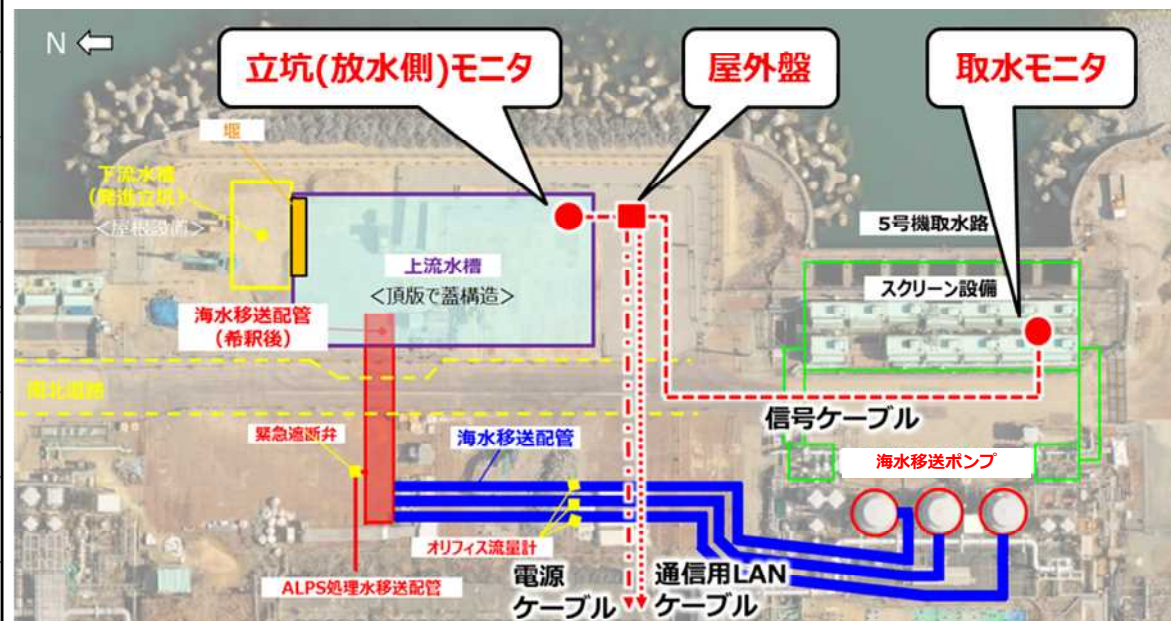 N
立坑(放水側)モニタ
屋外盤
取水モニタ
堰
下流水槽
(発進立坑)
<屋根設置>
5号機取水路
上流水槽
<頂版で蓋構造>
スクリーン設備
海水移送配管
(希釈後)
南北道路
信号ケーブル
緊急遮断弁
海水移送配管
海水移送ポンプ
オリフィス流量計
ALPS処理水移送配管
電源
ケーブル
通信用LAN
ケーブル